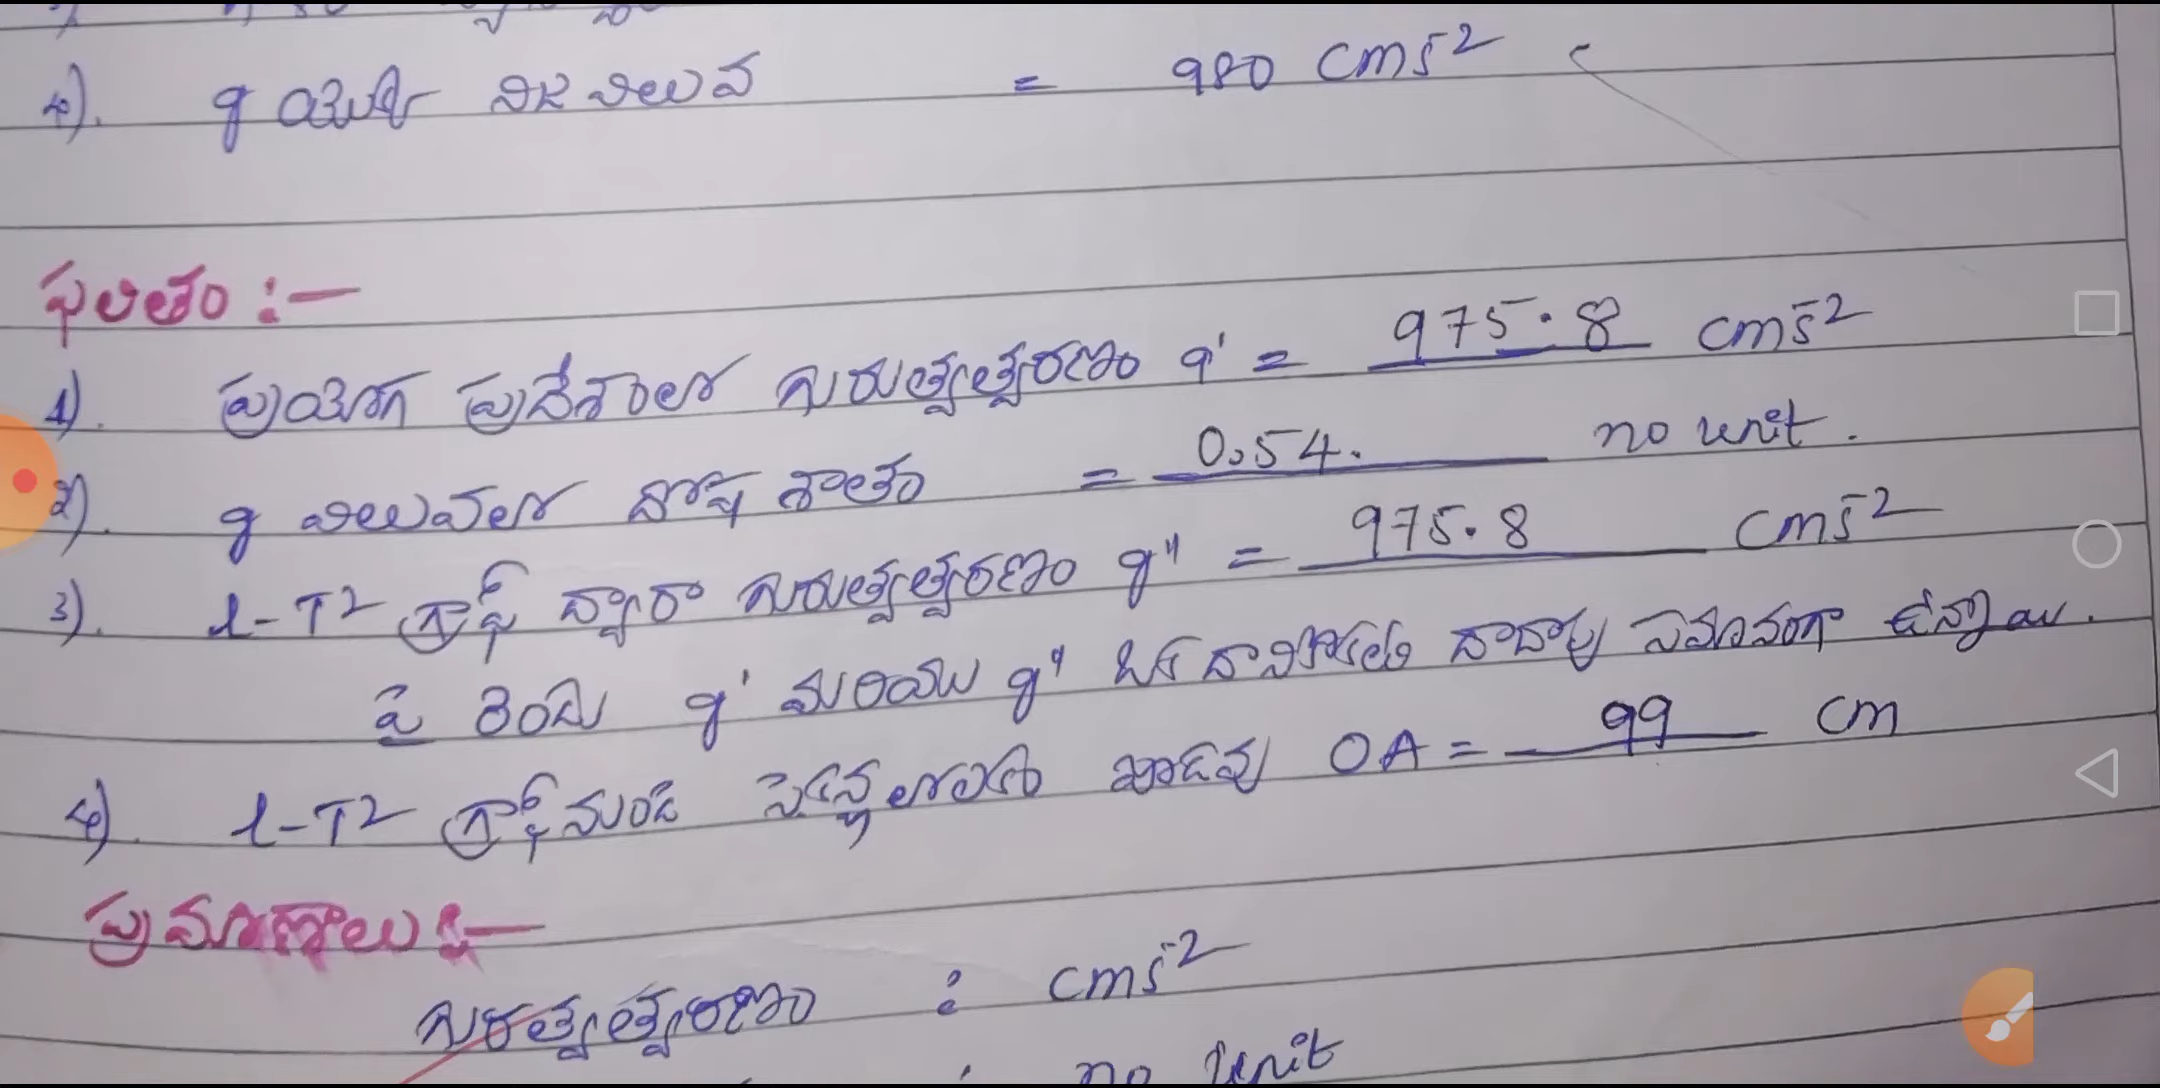 4). g యొక్క నిజ విలువ = 980 cms⁻²
ఫలితం :-
1). ప్రయోగ ప్రదేశంలో గురుత్వత్వరణం g' = 975.8 cms⁻²
2). g విలువలో దోష శాతం = 0.54. no unit.
3). l-T² గ్రాఫ్ ద్వారా గురుత్వత్వరణం g" = 975.8 cms⁻²
పై రెండు g' మరియు g" ఒకదానికొకటి దాదాపు సమానంగా ఉన్నాయి.
4). l-T² గ్రాఫ్ నుండి సెకన్ల లోలకం పొడవు OA = 99 cm
ప్రమాణాలు :-
గురుత్వత్వరణం : cms⁻²
: no unit